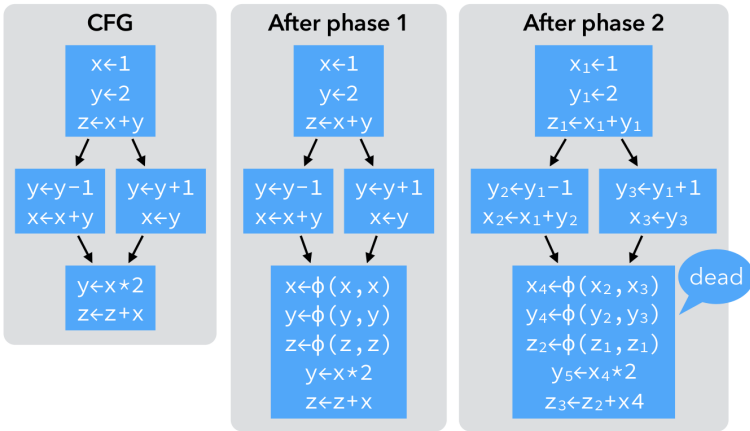 CFG
x←1
y←2
z←x+y
y←y-1
x←x+y
y←y+1
x←y
y←x*2
z←z+x
After phase 1
x←1
y←2
z←x+y
y←y-1
x←x+y
y←y+1
x←y
x←ϕ(x,x)
y←ϕ(y,y)
z←ϕ(z,z)
y←x*2
z←z+x
After phase 2
x₁←1
y₁←2
z₁←x₁+y₁
y₂←y₁-1
x₂←x₁+y₂
y₃←y₁+1
x₃←y₃
x₄←ϕ(x₂,x₃)
y₄←ϕ(y₂,y₃)
z₂←ϕ(z₁,z₁)
y₅←x₄*2
z₃←z₂+x4
dead